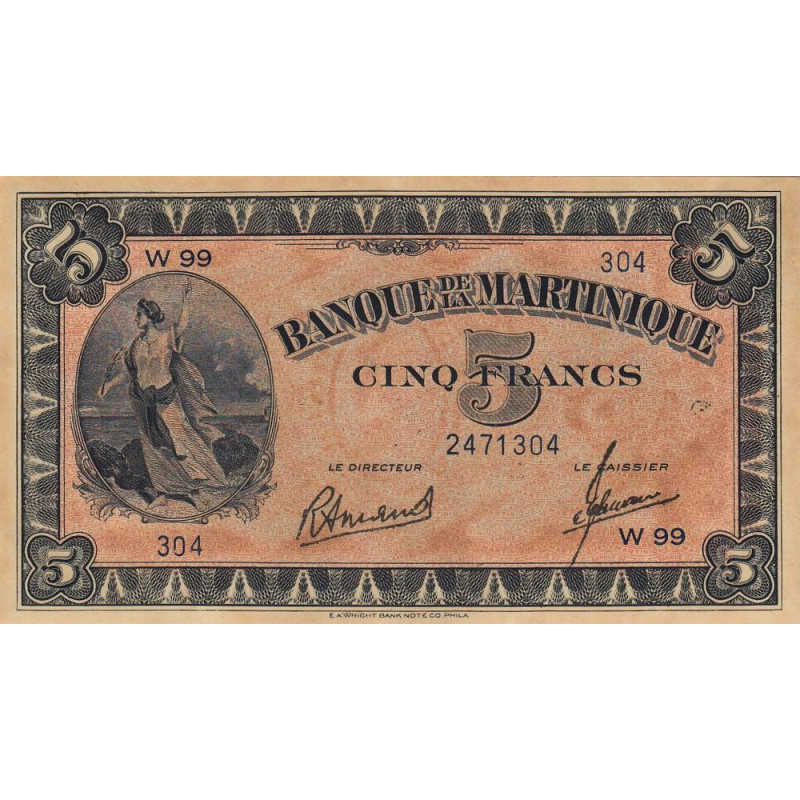 5 5
W 99 304
BANQUE DE LA MARTINIQUE
5
CINQ FRANCS
2471304
LE DIRECTEUR LE CAISSIER
304 W 99
5 5
E.A.WRIGHT BANK NOTE CO. PHILA.